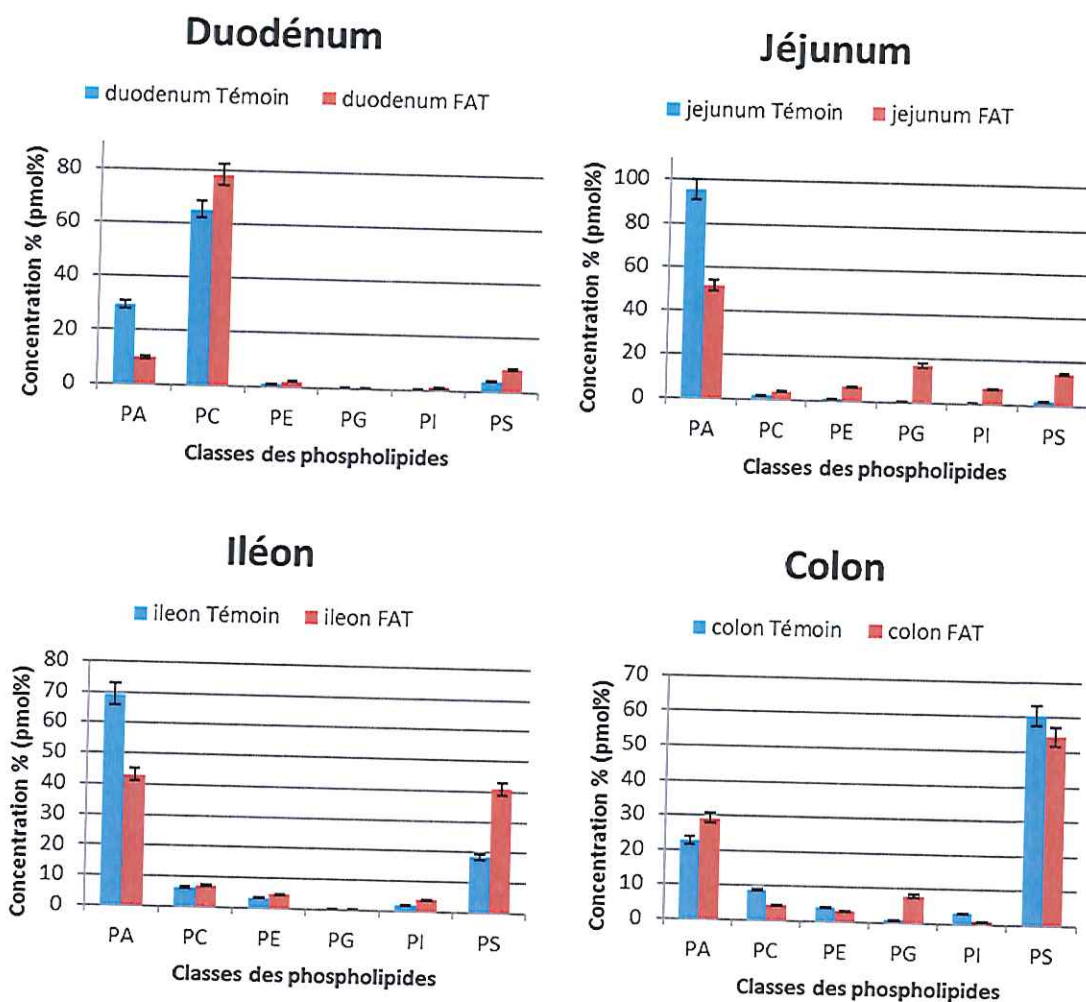 Duodénum
duodenum Témoin duodenum FAT
Concentration % (pmol%)
80
60
40
20
0
PA PC PE PG PI PS
Classes des phospholipides
Jéjunum
jejunum Témoin jejunum FAT
Concentration % (pmol%)
100
80
60
40
20
0
PA PC PE PG PI PS
Classes des phospholipides
Iléon
ileon Témoin ileon FAT
Concentration % (pmol%)
80
70
60
50
40
30
20
10
0
PA PC PE PG PI PS
Classes des phospholipides
Colon
colon Témoin colon FAT
Concentration % (pmol%)
70
60
50
40
30
20
10
0
PA PC PE PG PI PS
Classes des phospholipides